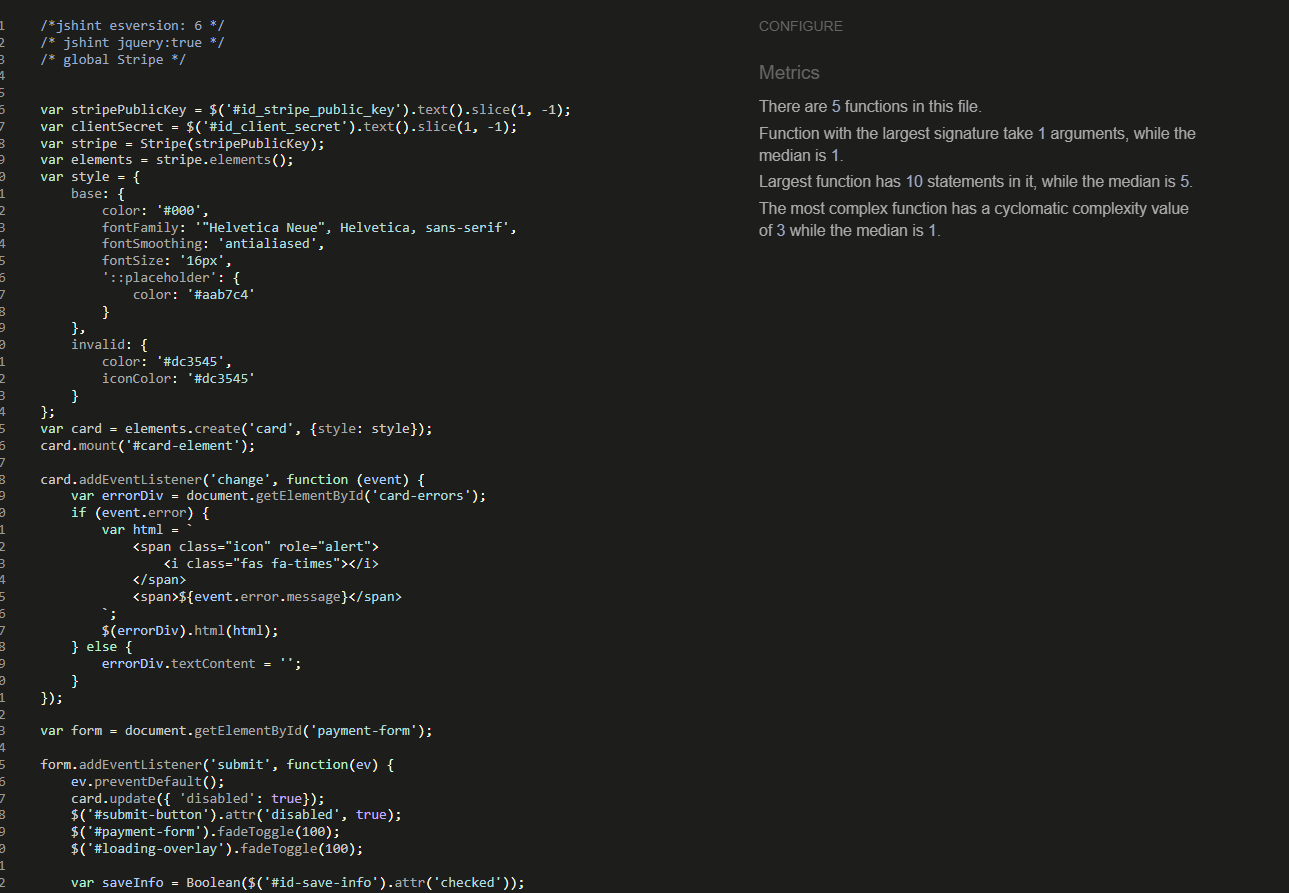 1 /*jshint esversion: 6 */
2 /* jshint jquery:true */
3 /* global Stripe */
4
5
6 var stripePublicKey = $('#id_stripe_public_key').text().slice(1, -1);
7 var clientSecret = $('#id_client_secret').text().slice(1, -1);
8 var stripe = Stripe(stripePublicKey);
9 var elements = stripe.elements();
0 var style = {
1     base: {
2         color: '#000',
3         fontFamily: '"Helvetica Neue", Helvetica, sans-serif',
4         fontSmoothing: 'antialiased',
5         fontSize: '16px',
6         '::placeholder': {
7             color: '#aab7c4'
8         }
9     },
0     invalid: {
1         color: '#dc3545',
2         iconColor: '#dc3545'
3     }
4 };
5 var card = elements.create('card', {style: style});
6 card.mount('#card-element');
7
8 card.addEventListener('change', function (event) {
9     var errorDiv = document.getElementById('card-errors');
0     if (event.error) {
1         var html = `
2             <span class="icon" role="alert">
3                 <i class="fas fa-times"></i>
4             </span>
5             <span>${event.error.message}</span>
6         `;
7         $(errorDiv).html(html);
8     } else {
9         errorDiv.textContent = '';
0     }
1 });
2
3 var form = document.getElementById('payment-form');
4
5 form.addEventListener('submit', function(ev) {
6     ev.preventDefault();
7     card.update({ 'disabled': true});
8     $('#submit-button').attr('disabled', true);
9     $('#payment-form').fadeToggle(100);
0     $('#loading-overlay').fadeToggle(100);
1
2     var saveInfo = Boolean($('#id-save-info').attr('checked'));
CONFIGURE
Metrics
There are 5 functions in this file.
Function with the largest signature take 1 arguments, while the
median is 1.
Largest function has 10 statements in it, while the median is 5.
The most complex function has a cyclomatic complexity value
of 3 while the median is 1.